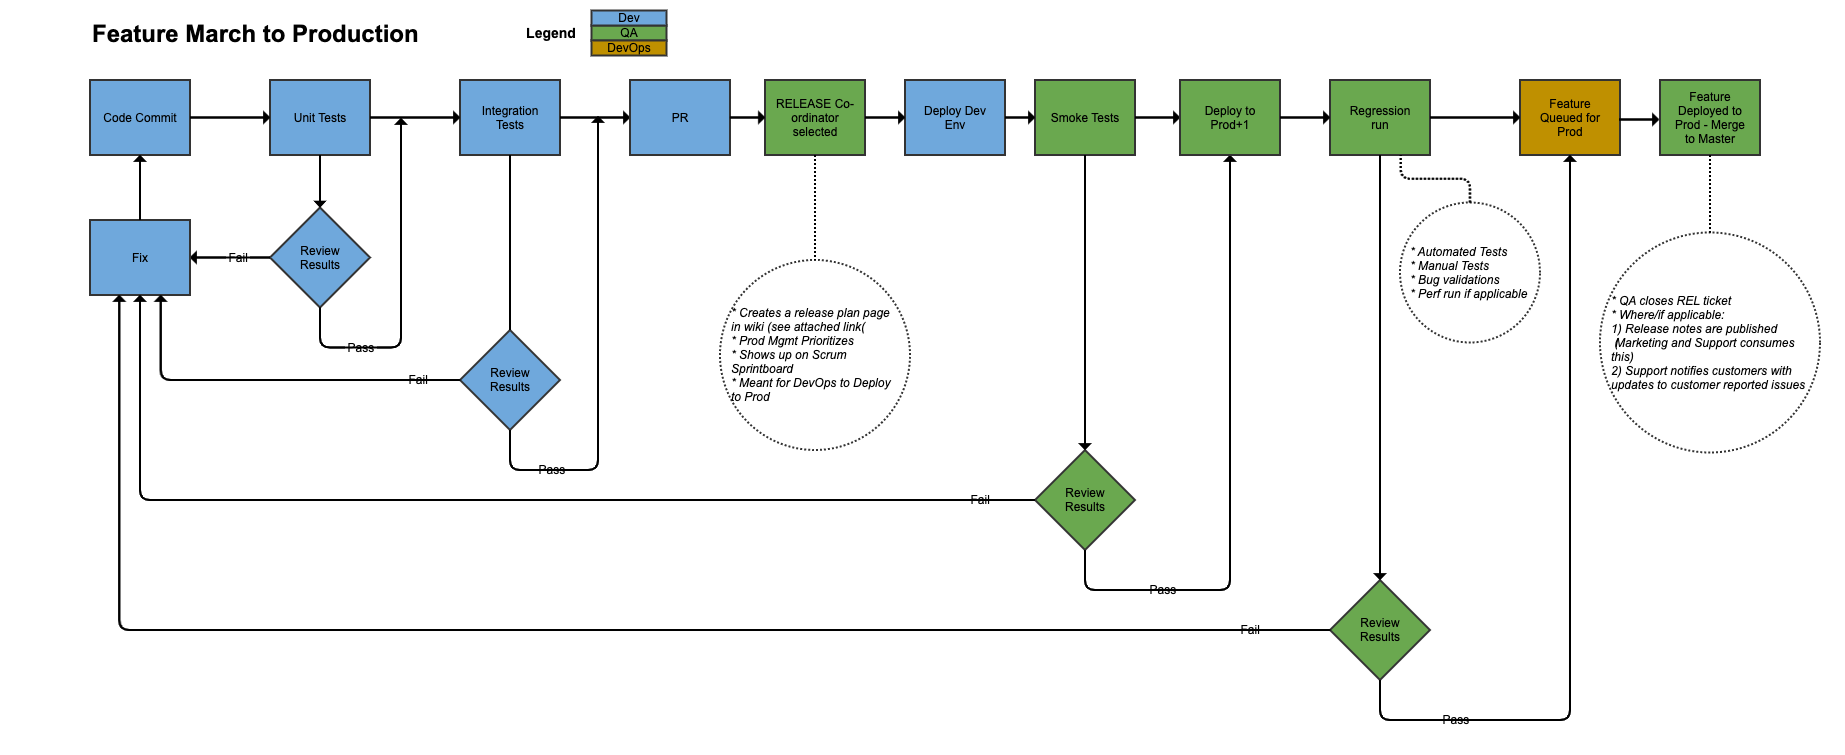 Feature March to Production
Legend
Dev
QA
DevOps
Code Commit
Unit Tests
Integration
Tests
PR
RELEASE Co-
ordinator
selected
Deploy Dev
Env
Smoke Tests
Deploy to
Prod+1
Regression
run
Feature
Queued for
Prod
Feature
Deployed to
Prod - Merge
to Master
Fix
Fail
Review
Results
Pass
Fail
Review
Results
Pass
* Creates a release plan page
in wiki (see attached link(
* Prod Mgmt Prioritizes
* Shows up on Scrum
Sprintboard
* Meant for DevOps to Deploy
to Prod
* Automated Tests
* Manual Tests
* Bug validations
* Perf run if applicable
* QA closes REL ticket
* Where/if applicable:
1) Release notes are published
(Marketing and Support consumes
this)
2) Support notifies customers with
updates to customer reported issues
Fail
Review
Results
Pass
Fail
Review
Results
Pass